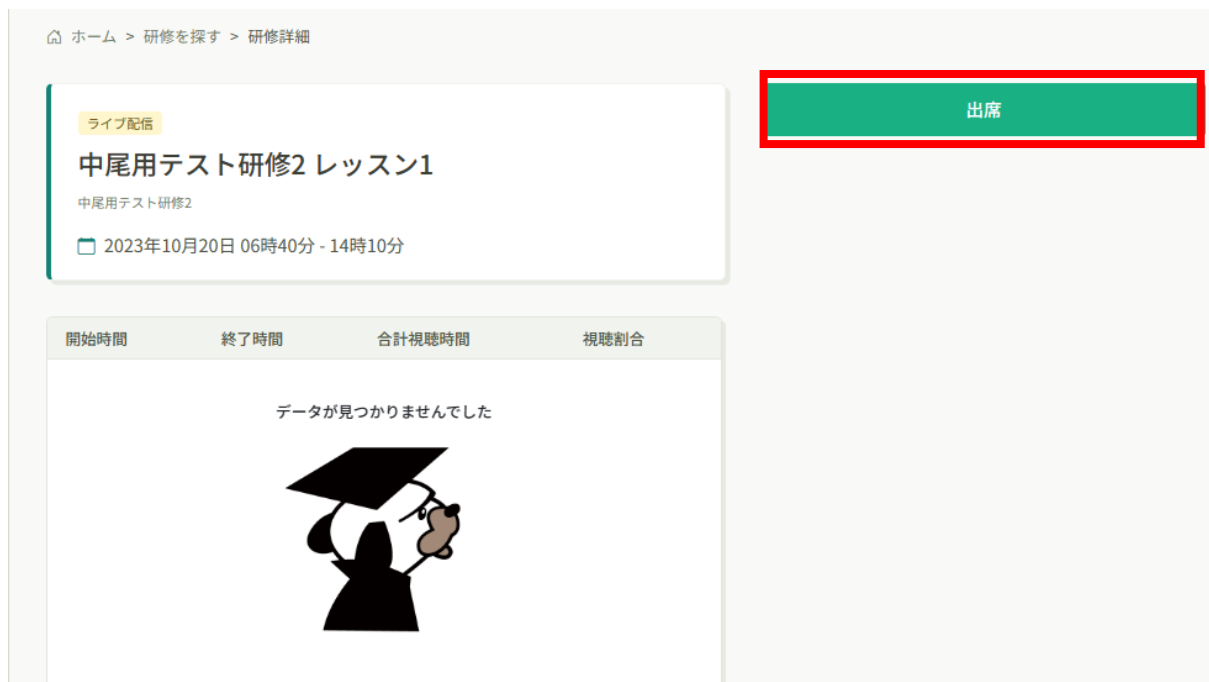 ホーム > 研修を探す > 研修詳細
出席
ライブ配信
中尾用テスト研修2 レッスン1
中尾用テスト研修2
2023年10月20日 06時40分 - 14時10分
開始時間 終了時間 合計視聴時間 視聴割合
データが見つかりませんでした